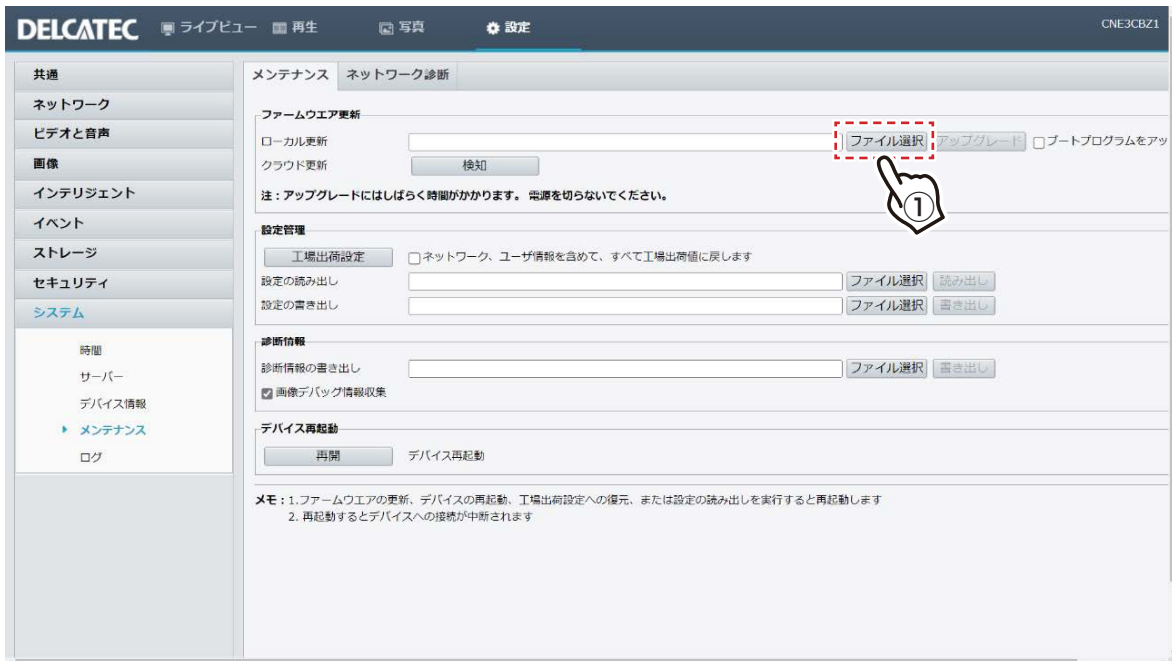 DELCATEC ライブビュー 再生 写真 設定 CNE3CBZ1
共通
ネットワーク
ビデオと音声
画像
インテリジェント
イベント
ストレージ
セキュリティ
システム
時間
サーバー
デバイス情報
メンテナンス
ログ
メンテナンス ネットワーク診断
ファームウエア更新
ローカル更新 ファイル選択 アップグレード ブートプログラムをアッ
クラウド更新 検知
注：アップグレードにはしばらく時間がかかります。 電源を切らないでください。
①
設定管理
工場出荷設定 ネットワーク、ユーザ情報を含めて、すべて工場出荷値に戻します
設定の読み出し ファイル選択 読み出し
設定の書き出し ファイル選択 書き出し
診断情報
診断情報の書き出し ファイル選択 書き出し
画像デバッグ情報収集
デバイス再起動
再開 デバイス再起動
メモ：1.ファームウエアの更新、デバイスの再起動、工場出荷設定への復元、または設定の読み出しを実行すると再起動します
2. 再起動するとデバイスへの接続が中断されます